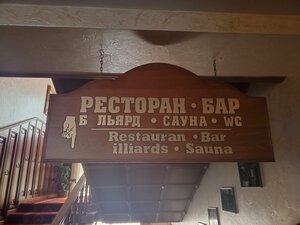 РЕСТОРАН • БАР
Б ЛЬЯРД • САУНА • WC
Restauran • Bar
illiards • Sauna